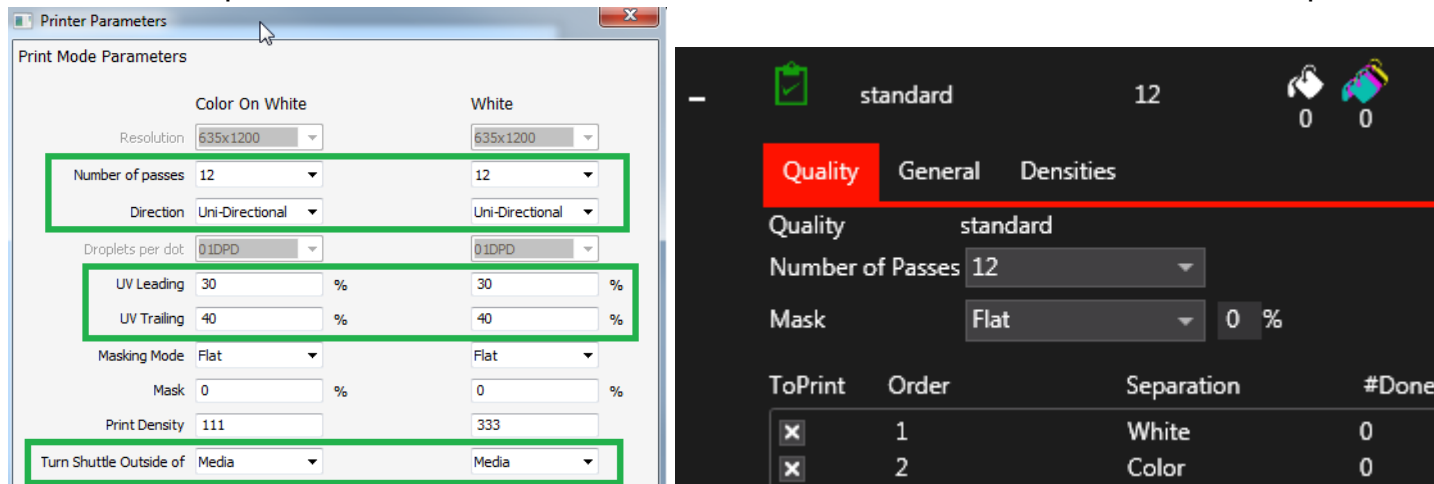 Printer Parameters
Print Mode Parameters
Color On White White
Resolution 635x1200 635x1200
Number of passes 12 12
Direction Uni-Directional Uni-Directional
Droplets per dot 01DPD 01DPD
UV Leading 30 % 30 %
UV Trailing 40 % 40 %
Masking Mode Flat Flat
Mask 0 % 0 %
Print Density 111 333
Turn Shuttle Outside of Media Media
standard 12
0 0
Quality General Densities
Quality standard
Number of Passes 12
Mask Flat 0 %
ToPrint Order Separation #Done
1 White 0
2 Color 0